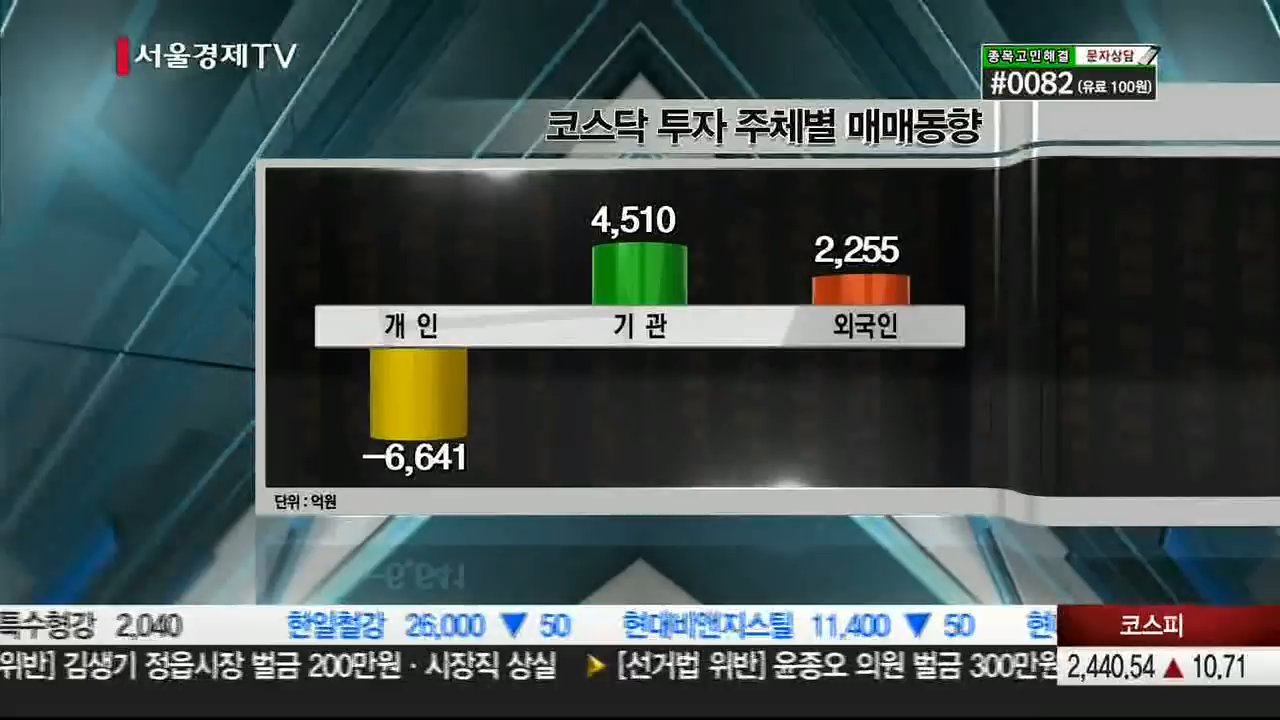 서울경제TV
종목고민해결 문자상담
#0082 (유료 100원)
코스닥 투자 주체별 매매동향
4,510
2,255
개 인 기 관 외국인
-6,641
단위 : 억원
특수형강 2,040 한일철강 26,000 ▼ 50 현대비앤지스틸 11,400 ▼ 50 현
코스피
위반] 김생기 정읍시장 벌금 200만원 · 시장직 상실 ▶ [선거법 위반] 윤종오 의원 벌금 300만원
2,440.54 ▲ 10.71